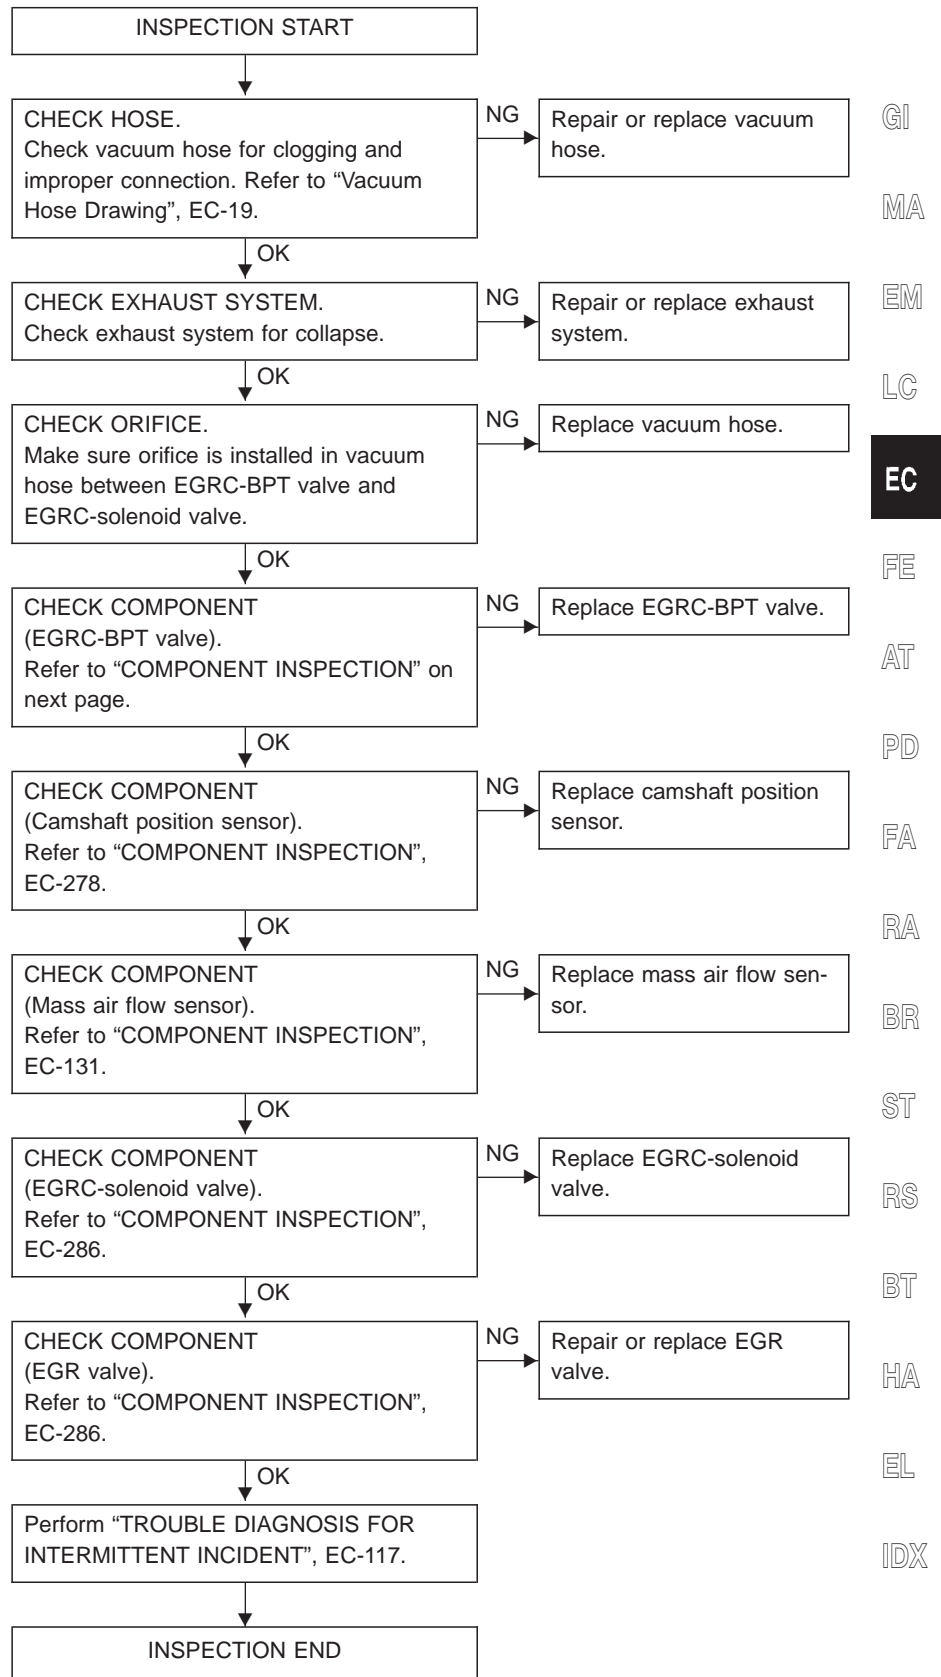 INSPECTION START
CHECK HOSE.
Check vacuum hose for clogging and
improper connection. Refer to “Vacuum
Hose Drawing”, EC-19.
NG
Repair or replace vacuum
hose.
OK
CHECK EXHAUST SYSTEM.
Check exhaust system for collapse.
NG
Repair or replace exhaust
system.
OK
CHECK ORIFICE.
Make sure orifice is installed in vacuum
hose between EGRC-BPT valve and
EGRC-solenoid valve.
NG
Replace vacuum hose.
OK
CHECK COMPONENT
(EGRC-BPT valve).
Refer to “COMPONENT INSPECTION” on
next page.
NG
Replace EGRC-BPT valve.
OK
CHECK COMPONENT
(Camshaft position sensor).
Refer to “COMPONENT INSPECTION”,
EC-278.
NG
Replace camshaft position
sensor.
OK
CHECK COMPONENT
(Mass air flow sensor).
Refer to “COMPONENT INSPECTION”,
EC-131.
NG
Replace mass air flow sen-
sor.
OK
CHECK COMPONENT
(EGRC-solenoid valve).
Refer to “COMPONENT INSPECTION”,
EC-286.
NG
Replace EGRC-solenoid
valve.
OK
CHECK COMPONENT
(EGR valve).
Refer to “COMPONENT INSPECTION”,
EC-286.
NG
Repair or replace EGR
valve.
OK
Perform “TROUBLE DIAGNOSIS FOR
INTERMITTENT INCIDENT”, EC-117.
INSPECTION END
GI
MA
EM
LC
EC
FE
AT
PD
FA
RA
BR
ST
RS
BT
HA
EL
IDX